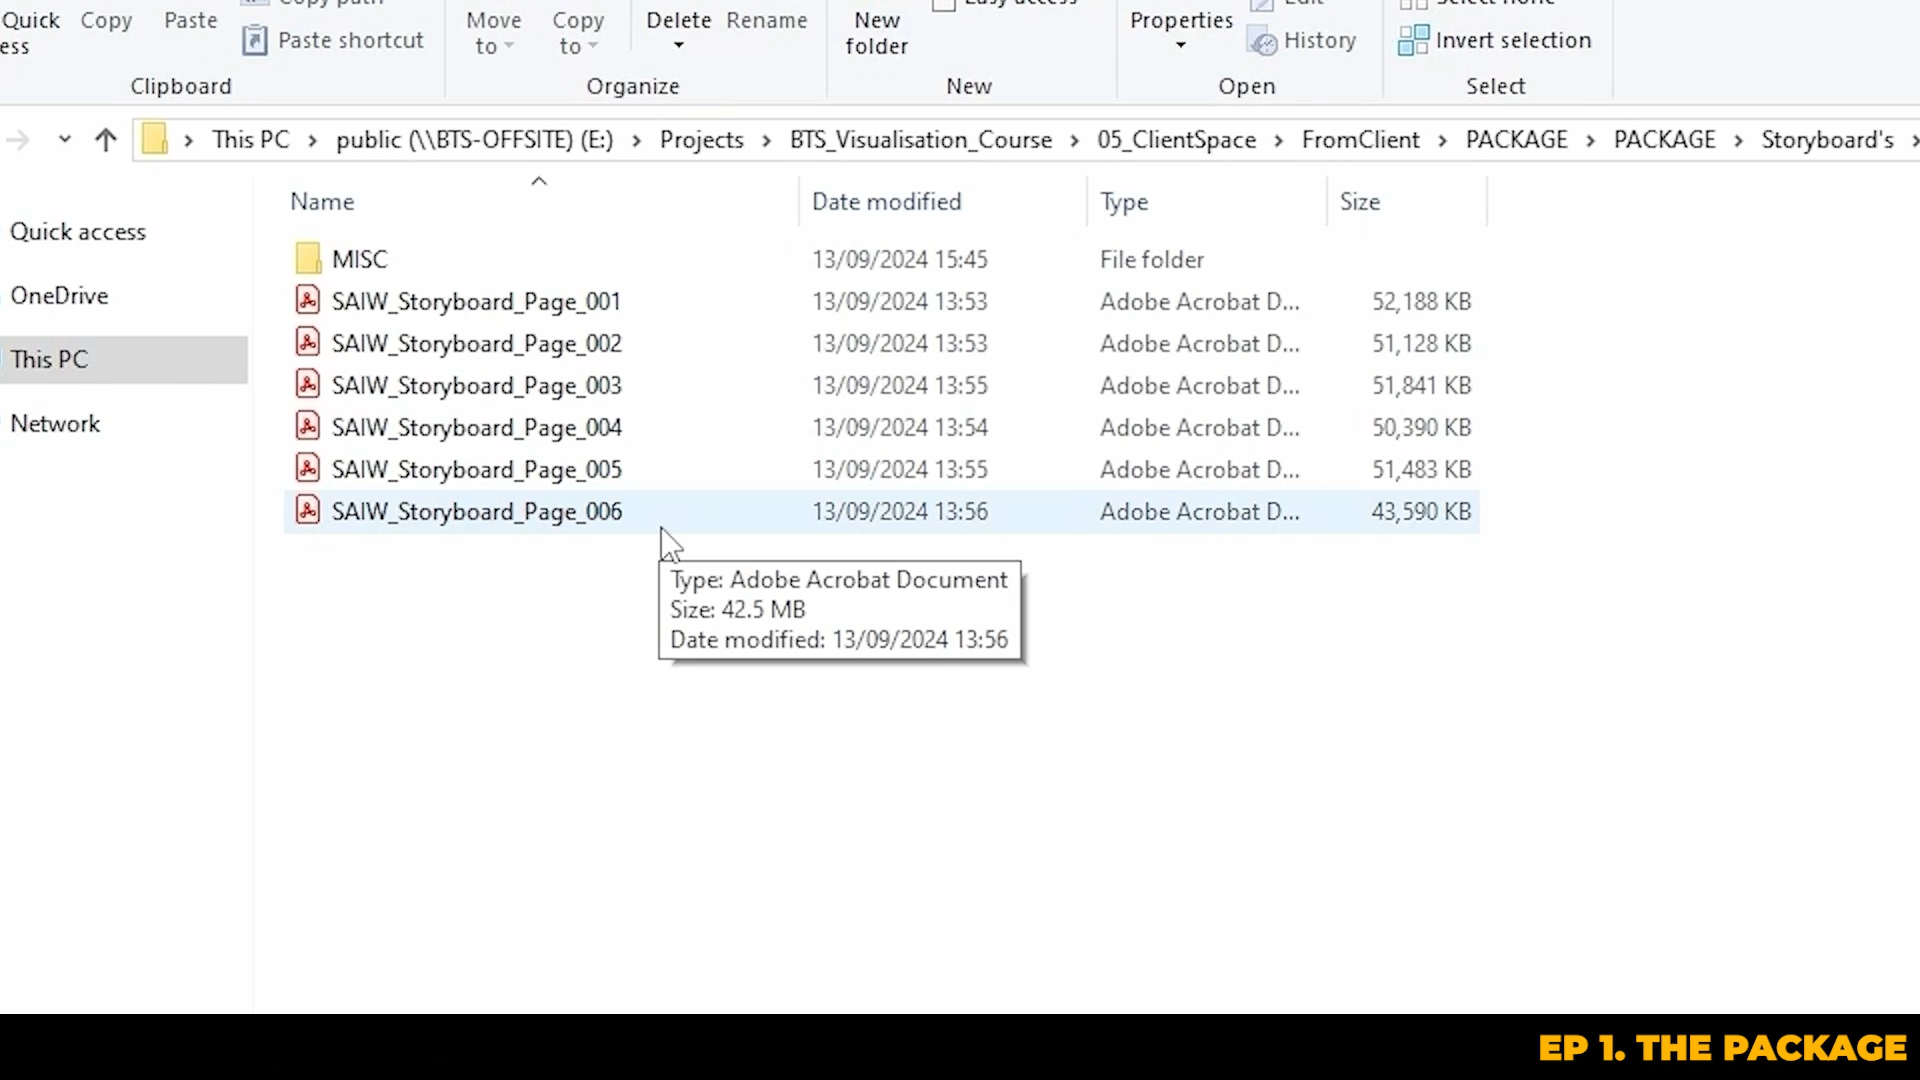 Quick Copy Paste Copy path
ess Paste shortcut
Move to
Copy to
Delete
Rename
New folder
Easy access
Properties
Edit
History
Select none
Invert selection
Clipboard Organize New Open Select
This PC > public (\\BTS-OFFSITE) (E:) > Projects > BTS_Visualisation_Course > 05_ClientSpace > FromClient > PACKAGE > PACKAGE > Storyboard's >
Quick access
OneDrive
This PC
Network
Name Date modified Type Size
MISC 13/09/2024 15:45 File folder
SAIW_Storyboard_Page_001 13/09/2024 13:53 Adobe Acrobat D... 52,188 KB
SAIW_Storyboard_Page_002 13/09/2024 13:53 Adobe Acrobat D... 51,128 KB
SAIW_Storyboard_Page_003 13/09/2024 13:55 Adobe Acrobat D... 51,841 KB
SAIW_Storyboard_Page_004 13/09/2024 13:54 Adobe Acrobat D... 50,390 KB
SAIW_Storyboard_Page_005 13/09/2024 13:55 Adobe Acrobat D... 51,483 KB
SAIW_Storyboard_Page_006 13/09/2024 13:56 Adobe Acrobat D... 43,590 KB
Type: Adobe Acrobat Document
Size: 42.5 MB
Date modified: 13/09/2024 13:56
EP 1. THE PACKAGE